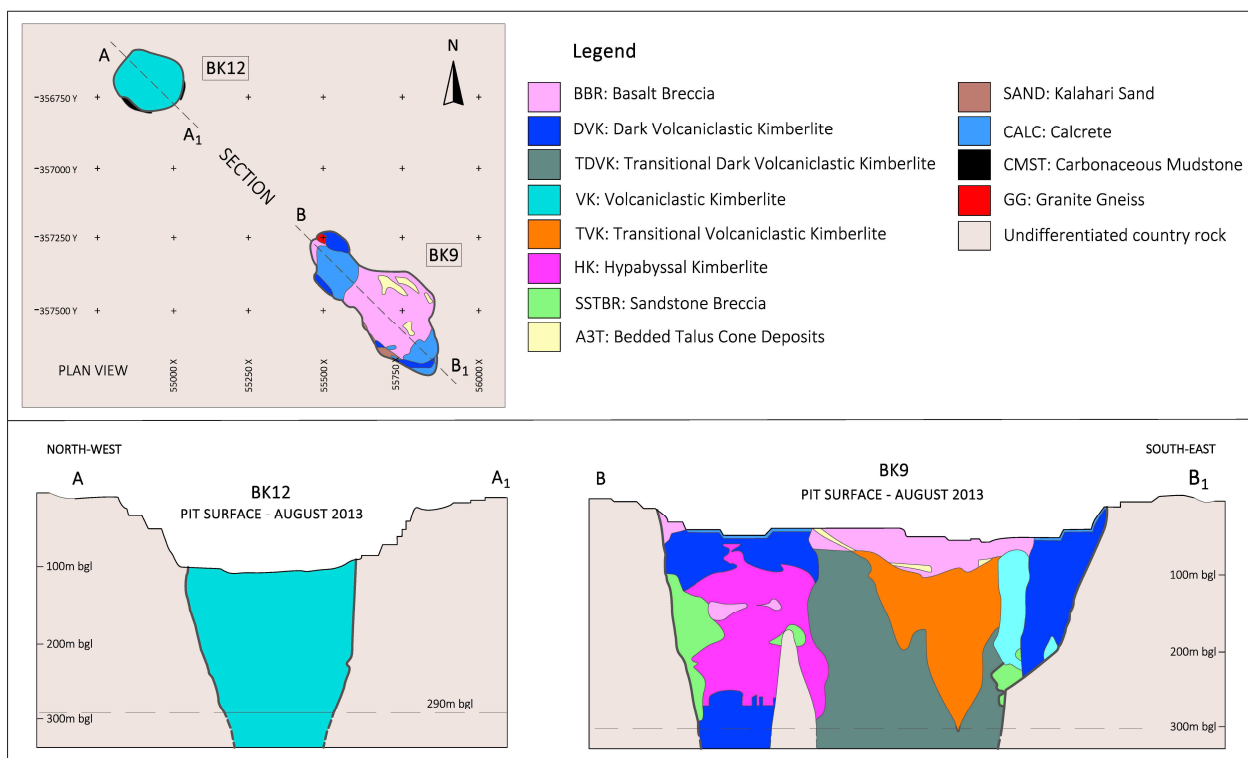 A
BK12
N
−356750 Y
A1
−357000 Y
SECTION
B
−357250 Y
BK9
−357500 Y
B1
PLAN VIEW
55000 X
55250 X
55500 X
55750 X
56000 X
Legend
BBR: Basalt Breccia
DVK: Dark Volcaniclastic Kimberlite
TDVK: Transitional Dark Volcaniclastic Kimberlite
VK: Volcaniclastic Kimberlite
TVK: Transitional Volcaniclastic Kimberlite
HK: Hypabyssal Kimberlite
SSTBR: Sandstone Breccia
A3T: Bedded Talus Cone Deposits
SAND: Kalahari Sand
CALC: Calcrete
CMST: Carbonaceous Mudstone
GG: Granite Gneiss
Undifferentiated country rock
NORTH-WEST
A
A1
BK12
PIT SURFACE - AUGUST 2013
100m bgl
200m bgl
290m bgl
300m bgl
SOUTH-EAST
B
B1
BK9
PIT SURFACE - AUGUST 2013
100m bgl
200m bgl
300m bgl